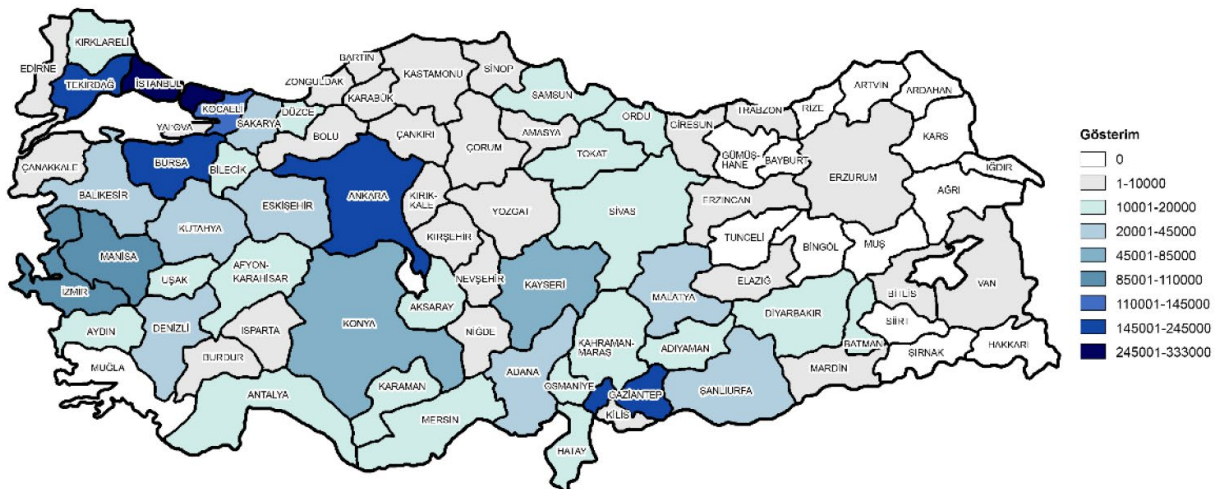 KIRKLARELİ
EDİRNE
TEKİRDAĞ
İSTANBUL
KOCAELİ
YALOVA
SAKARYA
DÜZCE
ZONGULDAK
BARTIN
KARABÜK
KASTAMONU
SİNOP
BOLU
ÇANKIRI
SAMSUN
ÇORUM
AMASYA
ORDU
TOKAT
GİRESUN
TRABZON
RİZE
ARTVİN
ARDAHAN
GÜMÜŞ-
HANE
BAYBURT
KARS
IĞDIR
ERZURUM
AĞRI
ERZİNCAN
ÇANAKKALE
BURSA
BİLECİK
BALIKESİR
ESKİŞEHİR
ANKARA
KIRIK-
KALE
YOZGAT
SİVAS
KÜTAHYA
KIRŞEHİR
TUNCELİ
BİNGÖL
MUŞ
MANİSA
UŞAK
AFYON-
KARAHİSAR
NEVŞEHİR
KAYSERİ
ELAZIĞ
BİTLİS
VAN
İZMİR
AKSARAY
MALATYA
DİYARBAKIR
SİİRT
AYDIN
DENİZLİ
ISPARTA
KONYA
NİĞDE
KAHRAMAN-
MARAŞ
ADIYAMAN
BATMAN
ŞIRNAK
HAKKARİ
MUĞLA
BURDUR
ADANA
MARDİN
ANTALYA
KARAMAN
OSMANİYE
GAZİANTEP
ŞANLIURFA
MERSİN
KİLİS
HATAY
Gösterim
0
1-10000
10001-20000
20001-45000
45001-85000
85001-110000
110001-145000
145001-245000
245001-333000